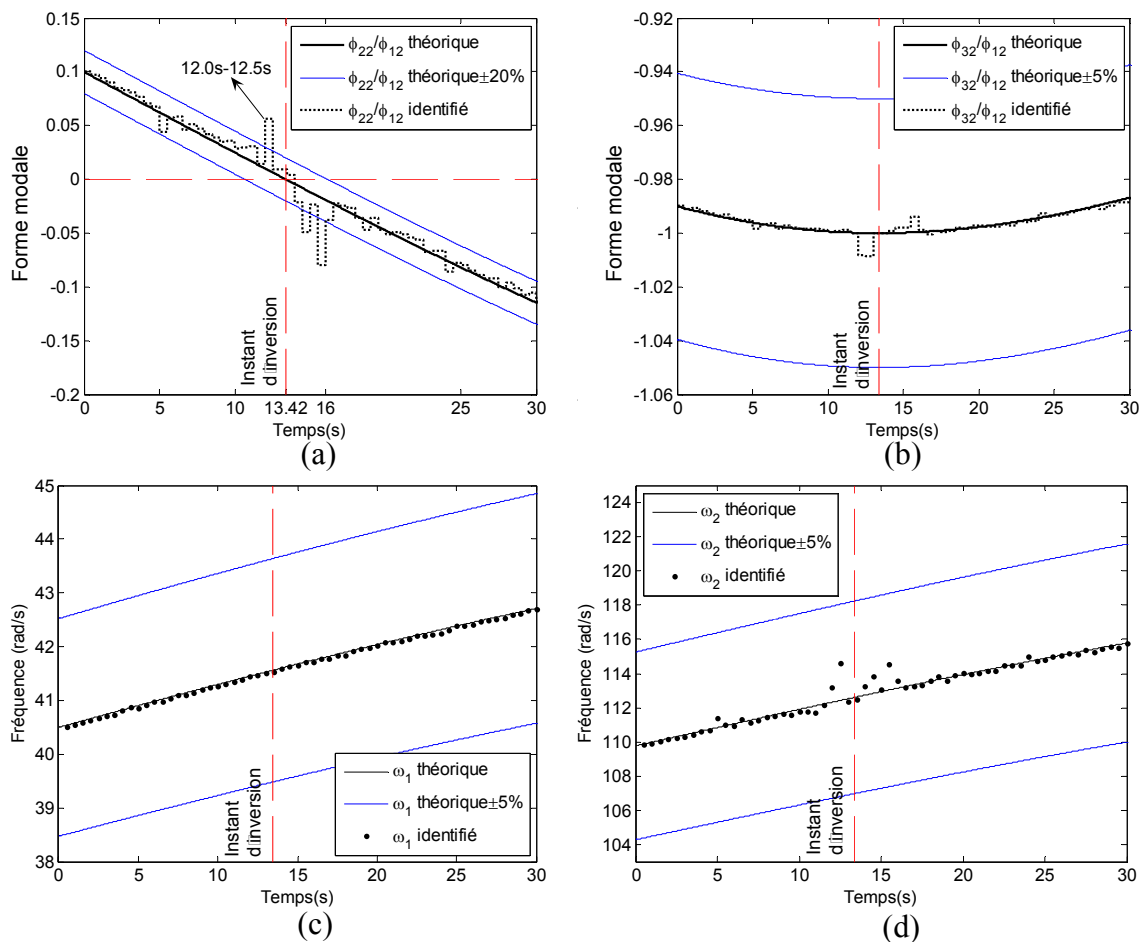 0.15
0.1
0.05
0
-0.05
-0.1
-0.15
-0.2
Forme modale
ϕ22/ϕ12 théorique
ϕ22/ϕ12 théorique±20%
ϕ22/ϕ12 identifié
12.0s-12.5s
Instant
d□inversion
0
10
13.42
16
25
30
Temps(s)
(a)
-0.92
-0.94
-0.96
-0.98
-1
-1.02
-1.04
-1.06
Forme modale
ϕ32/ϕ12 théorique
ϕ32/ϕ12 théorique±5%
ϕ32/ϕ12 identifié
Instant
d□inversion
0
5
10
15
20
25
30
Temps(s)
(b)
45
44
43
42
41
40
39
38
Fréquence (rad/s)
ω1 théorique
ω1 théorique±5%
ω1 identifié
Instant
d□inversion
0
5
10
15
20
25
30
Temps(s)
(c)
124
122
120
118
116
114
112
110
108
106
104
Fréquence (rad/s)
ω2 théorique
ω2 théorique±5%
ω2 identifié
Instant
d□inversion
0
5
10
15
20
25
30
Temps(s)
(d)